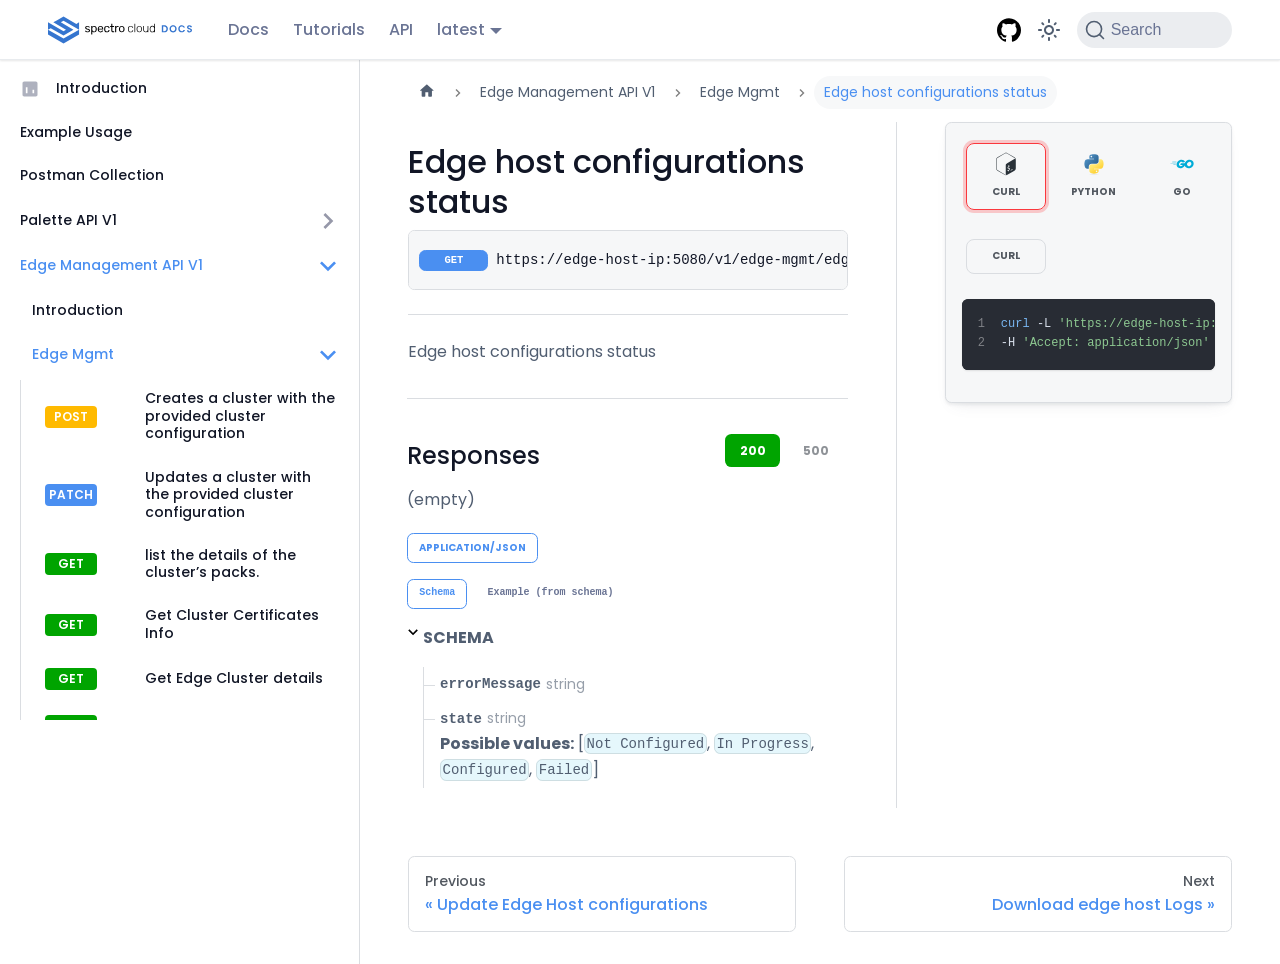 spectro cloud DOCS
Docs
Tutorials
API
latest
Search
Introduction
Example Usage
Postman Collection
Palette API V1
Edge Management API V1
Introduction
Edge Mgmt
POST
Creates a cluster with the
provided cluster
configuration
PATCH
Updates a cluster with
the provided cluster
configuration
GET
list the details of the
cluster’s packs.
GET
Get Cluster Certificates
Info
GET
Get Edge Cluster details
Edge Management API V1
Edge Mgmt
Edge host configurations status
Edge host configurations
status
GET
https://edge-host-ip:5080/v1/edge-mgmt/edg
Edge host configurations status
Responses
200
500
(empty)
APPLICATION/JSON
Schema
Example (from schema)
SCHEMA
errorMessage string
state string
Possible values: [Not Configured, In Progress,
Configured, Failed]
CURL
PYTHON
GO
CURL
1 curl -L 'https://edge-host-ip:
2 -H 'Accept: application/json'
Previous
« Update Edge Host configurations
Next
Download edge host Logs »